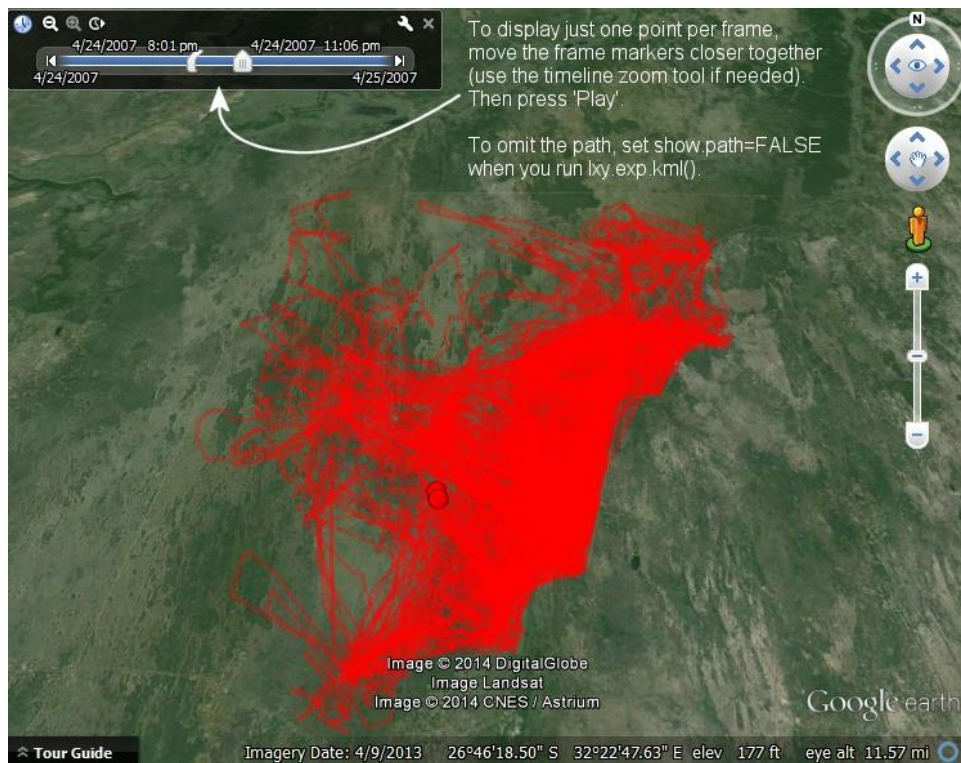 4/24/2007 8:01 pm 4/24/2007 11:06 pm
4/24/2007 4/25/2007
To display just one point per frame,
move the frame markers closer together
(use the timeline zoom tool if needed).
Then press 'Play'.
To omit the path, set show.path=FALSE
when you run lxy.exp.kml().
N
Image © 2014 DigitalGlobe
Image Landsat
Image © 2014 CNES / Astrium
Google earth
Tour Guide
Imagery Date: 4/9/2013 26°46'18.50" S 32°22'47.63" E elev 177 ft eye alt 11.57 mi